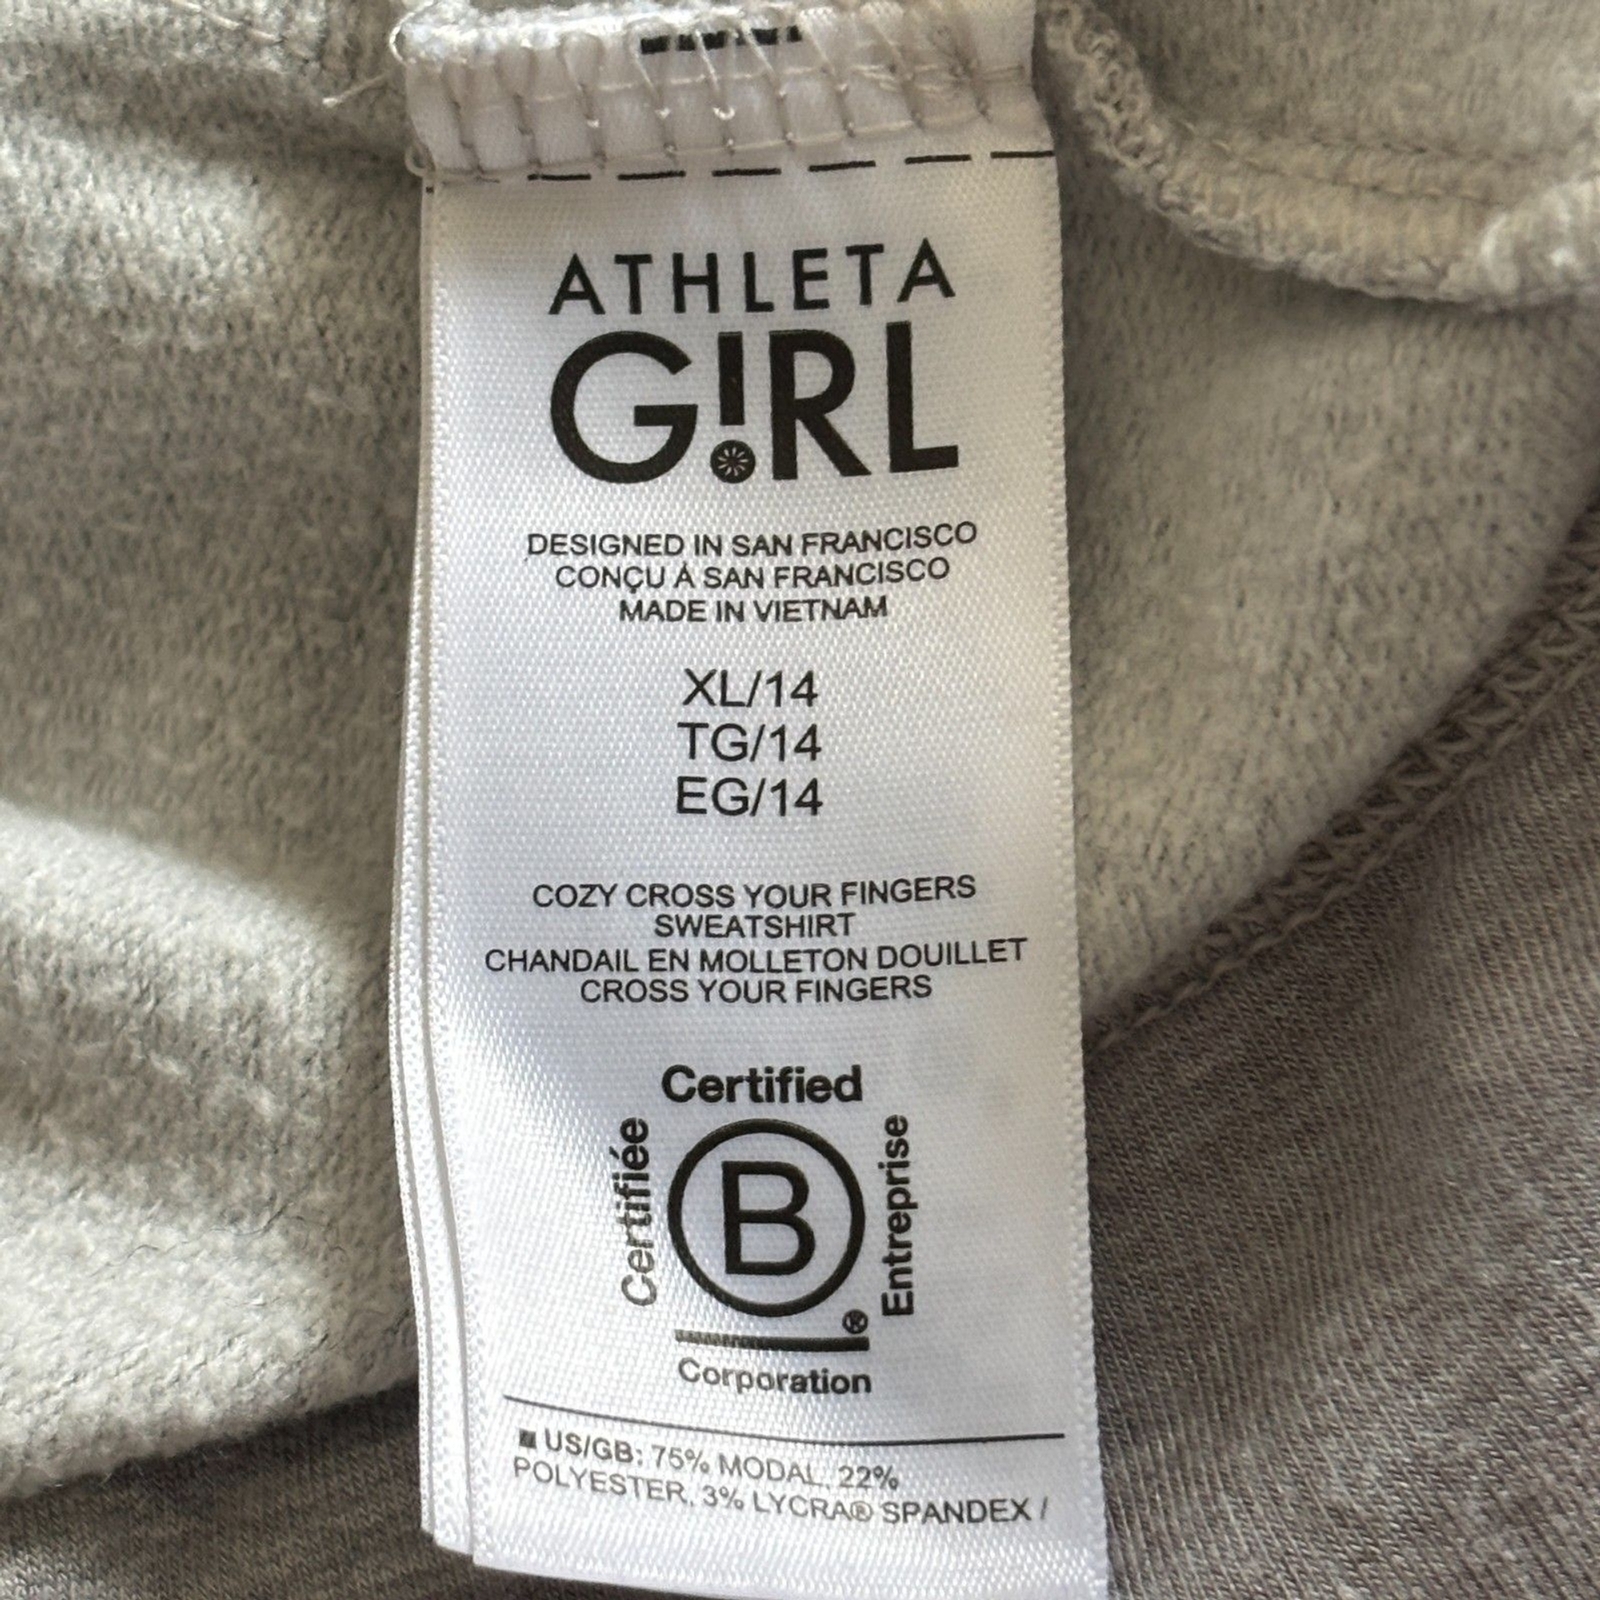 ATHLETA
G!RL
DESIGNED IN SAN FRANCISCO
CONÇU À SAN FRANCISCO
MADE IN VIETNAM
XL/14
TG/14
EG/14
COZY CROSS YOUR FINGERS
SWEATSHIRT
CHANDAIL EN MOLLETON DOUILLET
CROSS YOUR FINGERS
Certified
Certifiée
B
Entreprise
®
Corporation
US/GB: 75% MODAL, 22%
POLYESTER, 3% LYCRA® SPANDEX /